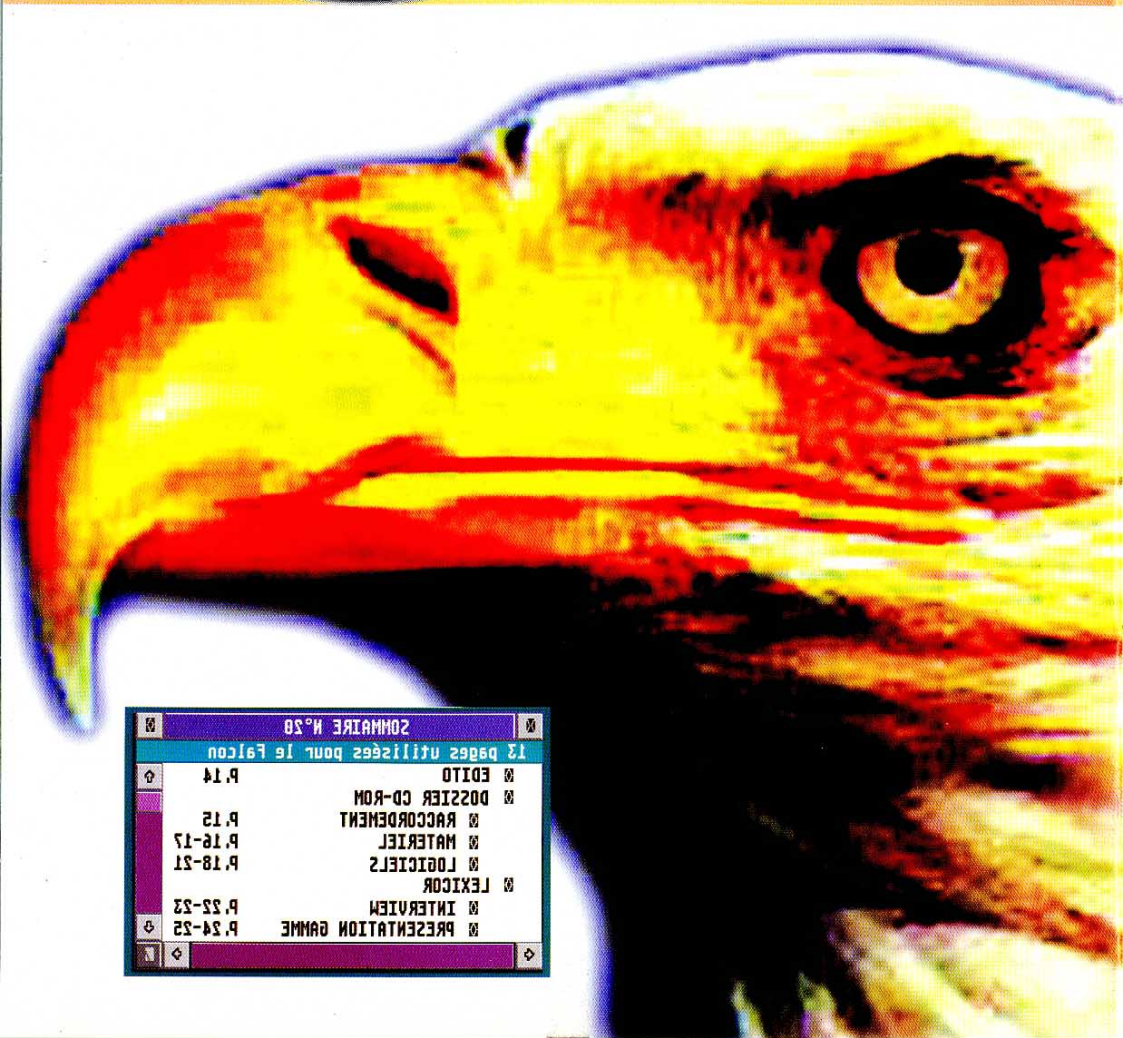 SOMMAIRE N°28
13 pages utilisées pour le Falcon
EDITO P.14
DOSSIER CD-ROM
RACCORDEMENT P.15
MATERIEL P.16-17
LOGICIELS P.18-21
LEXICOR
INTERVIEW P.22-23
PRESENTATION GAMME P.24-25